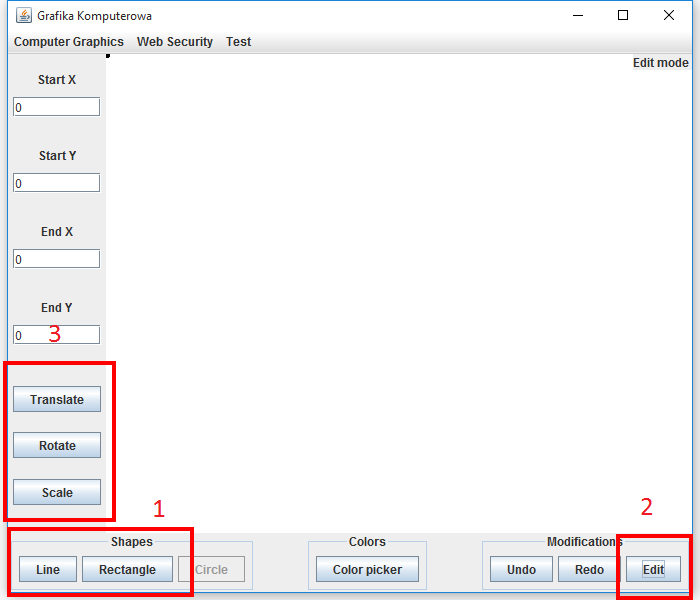 Grafika Komputerowa
Computer Graphics Web Security Test
Edit mode
Start X
0
Start Y
0
End X
0
End Y
0
3
Translate
Rotate
Scale
1
2
Shapes Colors Modifications
Line Rectangle Circle Color picker Undo Redo Edit